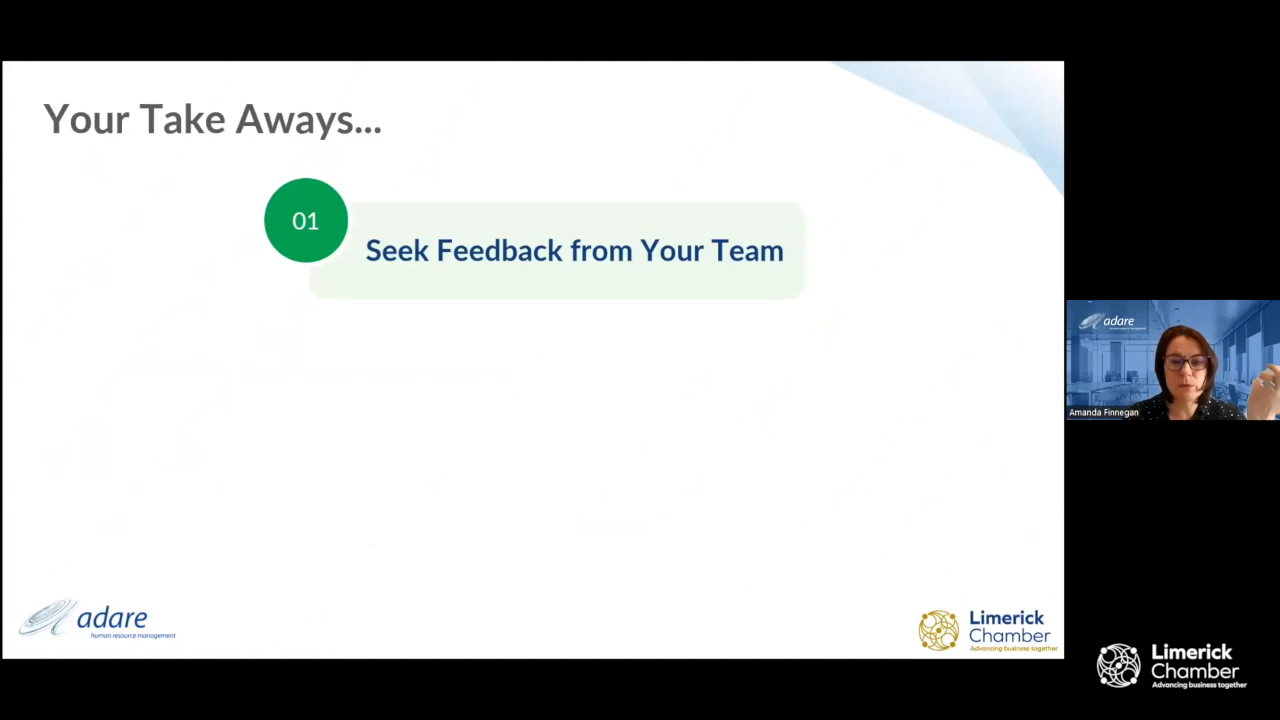 Your Take Aways...
01
Seek Feedback from Your Team
adare
human resource management
Limerick
Chamber
Advancing business together
adare
Amanda Finnegan
Limerick
Chamber
Advancing business together